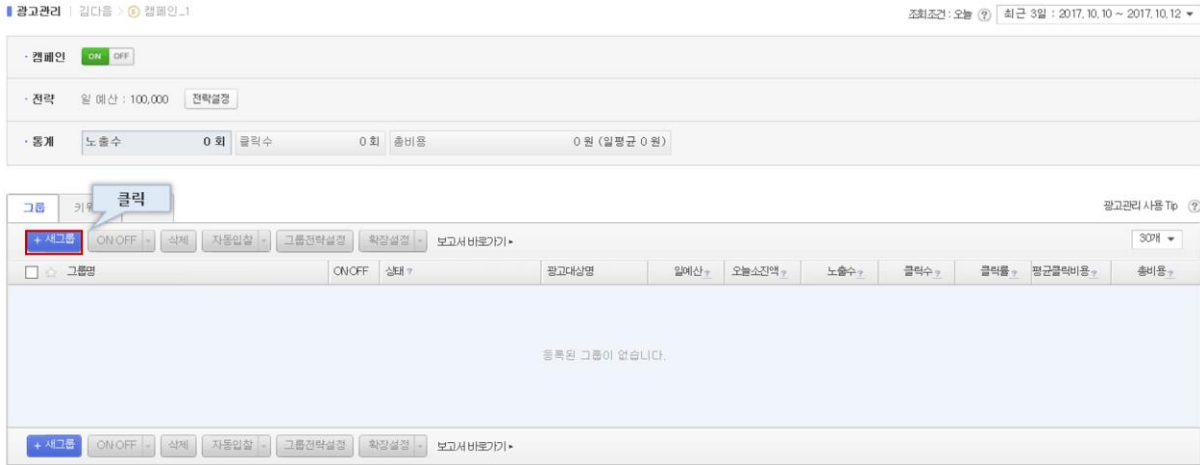 광고관리 | 김다음 > 캠페인_1
조회조건 : 오늘 ? 최근 3일 : 2017.10.10 ~ 2017.10.12
· 캠페인 ON OFF
· 전략 일 예산 : 100,000 전략설정
· 통계 노출수 0 회 클릭수 0 회 총비용 0 원 (일평균 0 원)
클릭
그룹 키워
광고관리 사용 Tip ?
+ 새그룹 ON·OFF 삭제 자동입찰 그룹전략설정 확장설정 보고서 바로가기 30개
그룹명 ON·OFF 상태 ? 광고대상명 일예산 ? 오늘소진액 ? 노출수 ? 클릭수 ? 클릭률 ? 평균클릭비용 ? 총비용 ?
등록된 그룹이 없습니다.
+ 새그룹 ON·OFF 삭제 자동입찰 그룹전략설정 확장설정 보고서 바로가기